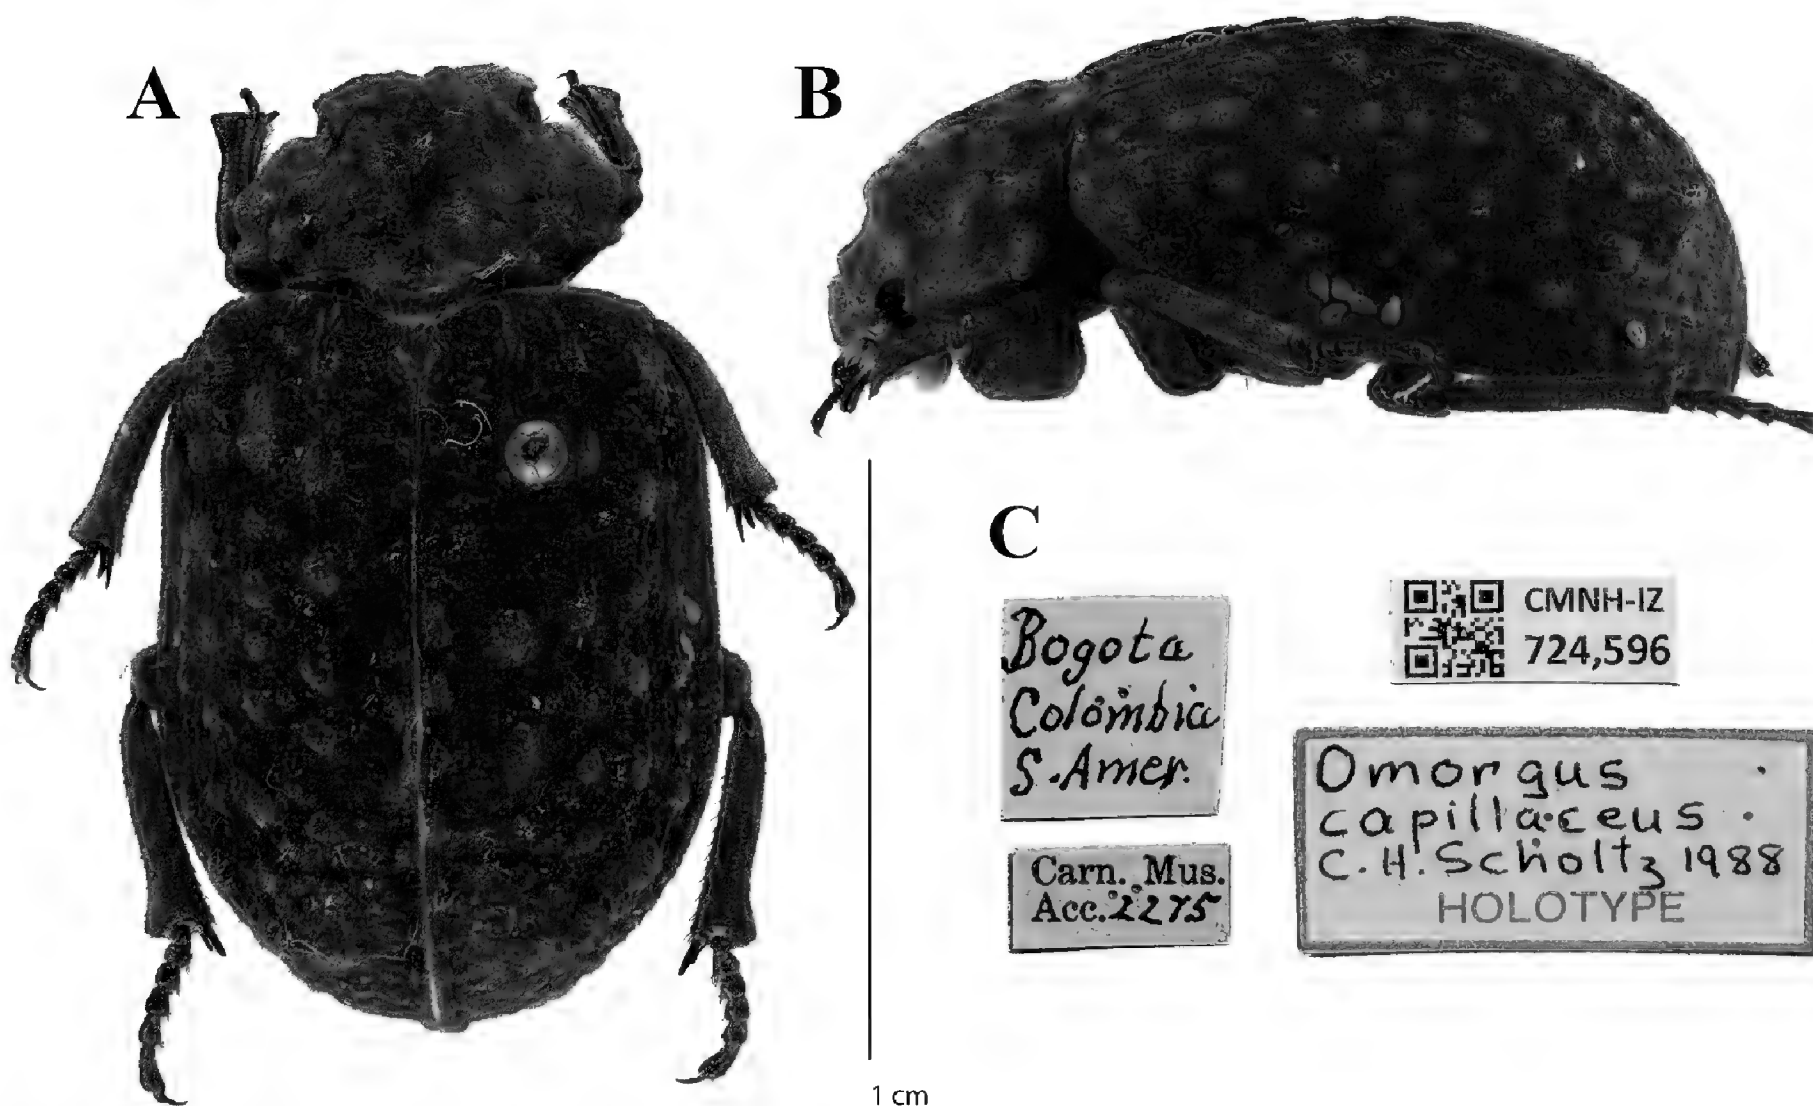 A
B
C
Bogota
Colombia
S. Amer.
Carn. Mus.
Acc. 2275
CMNH-IZ
724,596
Omorgus
capillaceus
C.H. Scholtz 1988
HOLOTYPE
1 cm